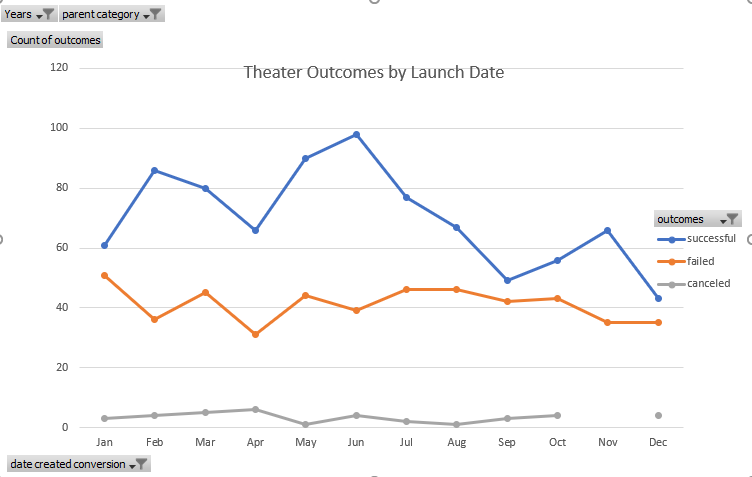 Years parent category
Count of outcomes
Theater Outcomes by Launch Date
120
100
80
60
40
20
0
Jan Feb Mar Apr May Jun Jul Aug Sep Oct Nov Dec
outcomes
successful
failed
canceled
date created conversion